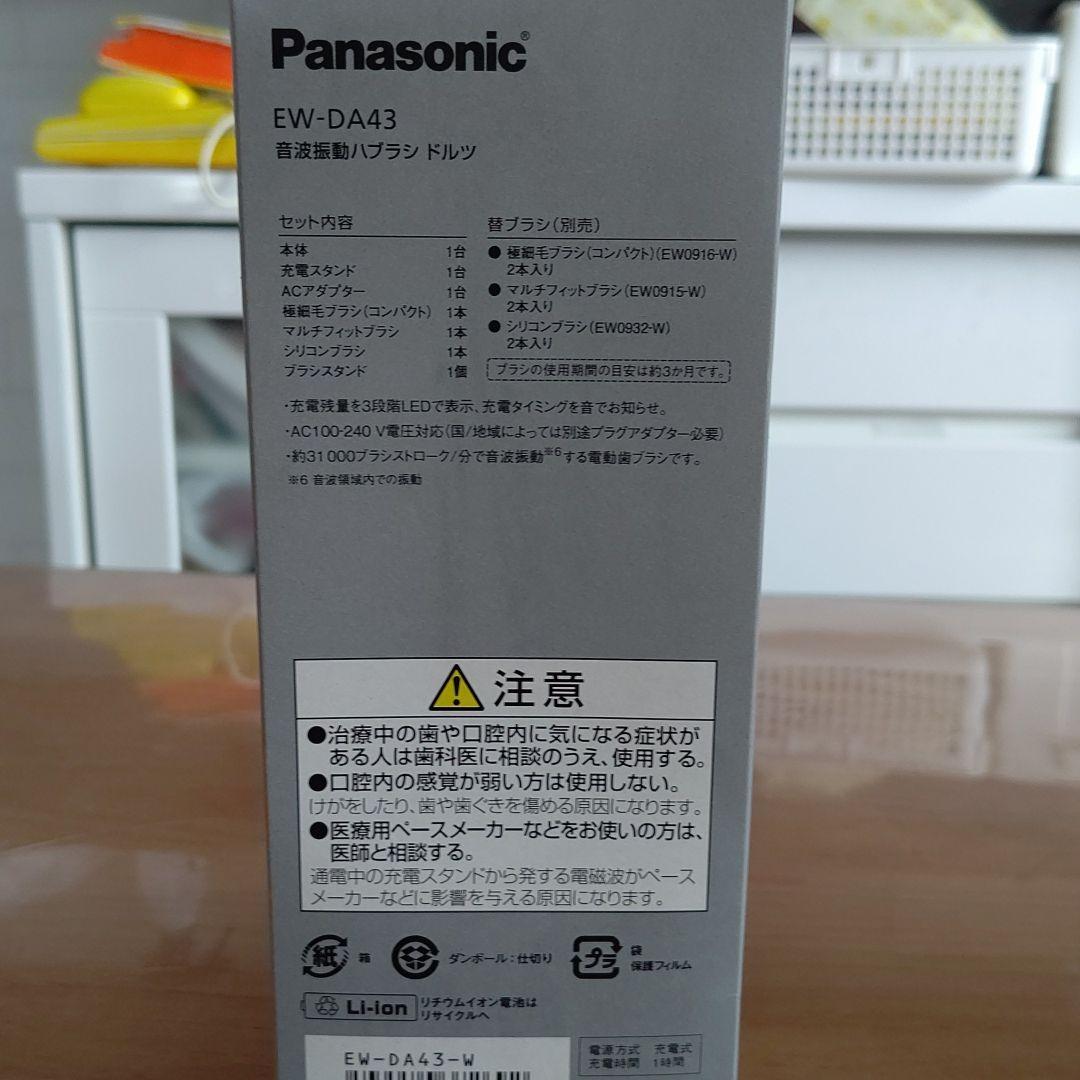 Panasonic®
EW-DA43
音波振動ハブラシ ドルツ
セット内容
本体 1台
充電スタンド 1台
ACアダプター 1台
極細毛ブラシ(コンパクト) 1本
マルチフィットブラシ 1本
シリコンブラシ 1本
ブラシスタンド 1個
替ブラシ(別売)
● 極細毛ブラシ(コンパクト)(EW0916-W)
2本入り
● マルチフィットブラシ(EW0915-W)
2本入り
● シリコンブラシ(EW0932-W)
2本入り
ブラシの使用期間の目安は約3か月です。
・充電残量を3段階LEDで表示、充電タイミングを音でお知らせ。
・AC100-240 V電圧対応(国/地域によっては別途プラグアダプター必要)
・約31 000ブラシストローク/分で音波振動※6する電動歯ブラシです。
※6 音波領域内での振動
注意
●治療中の歯や口腔内に気になる症状が
ある人は歯科医に相談のうえ、使用する。
●口腔内の感覚が弱い方は使用しない。
けがをしたり、歯や歯ぐきを傷める原因になります。
●医療用ペースメーカーなどをお使いの方は、
医師と相談する。
通電中の充電スタンドから発する電磁波がペース
メーカーなどに影響を与える原因になります。
紙 箱
ダンボール:仕切り
プラ 袋
保護フィルム
Li-ion リチウムイオン電池は
リサイクルへ
EW-DA43-W
電源方式 充電式
充電時間 1時間